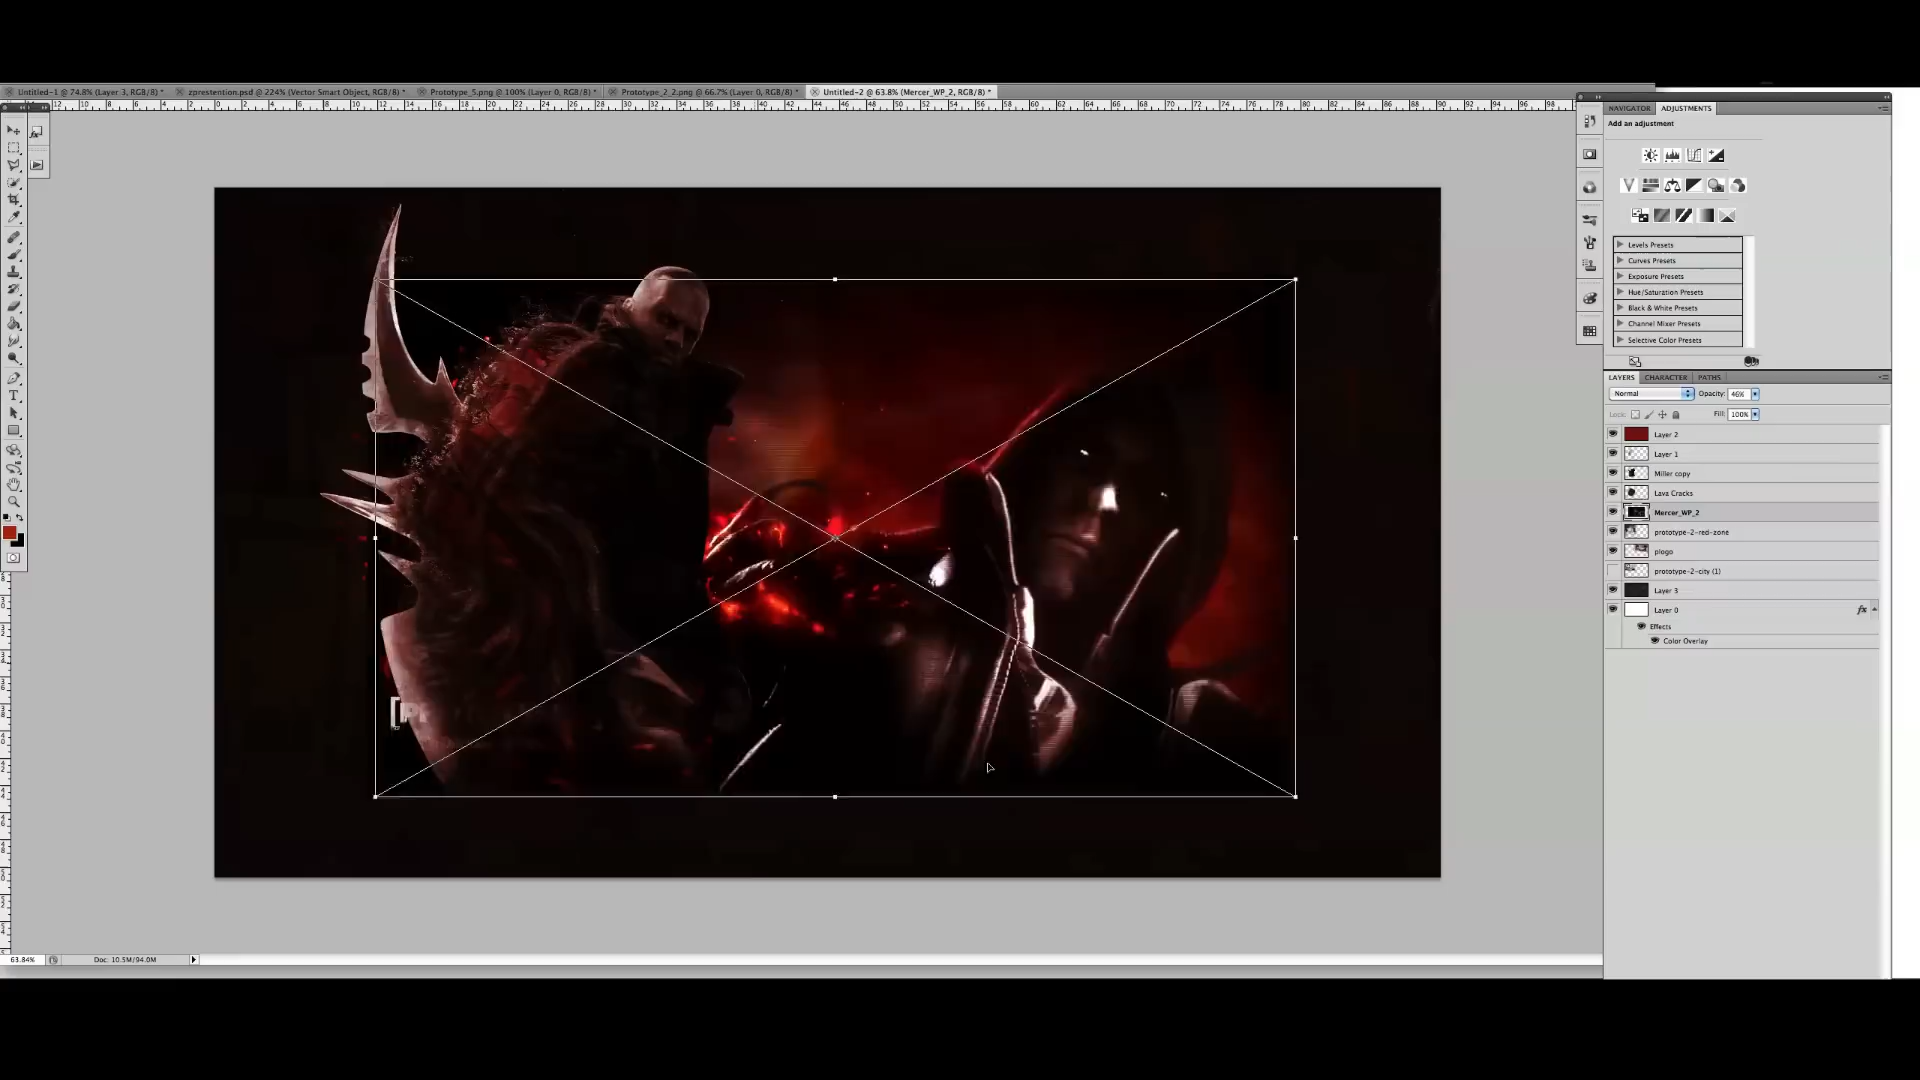 Untitled-1 @ 74.8% (Layer 3, RGB/8) *
zprestention.psd @ 224% (Vector Smart Object, RGB/8) *
Prototype_5.png @ 100% (Layer 0, RGB/8) *
Prototype_2_2.png @ 66.7% (Layer 0, RGB/8) *
Untitled-2 @ 63.8% (Mercer_WP_2, RGB/8) *
NAVIGATOR ADJUSTMENTS
Add an adjustment
Levels Presets
Curves Presets
Exposure Presets
Hue/Saturation Presets
Black & White Presets
Channel Mixer Presets
Selective Color Presets
LAYERS CHARACTER PATHS
Normal Opacity: 46%
Lock: Fill: 100%
Layer 2
Layer 1
Miller copy
Lava Cracks
Mercer_WP_2
prototype-2-red-zone
plogo
prototype-2-city (1)
Layer 3
Layer 0 fx
Effects
Color Overlay
63.84% Doc: 10.5M/94.0M